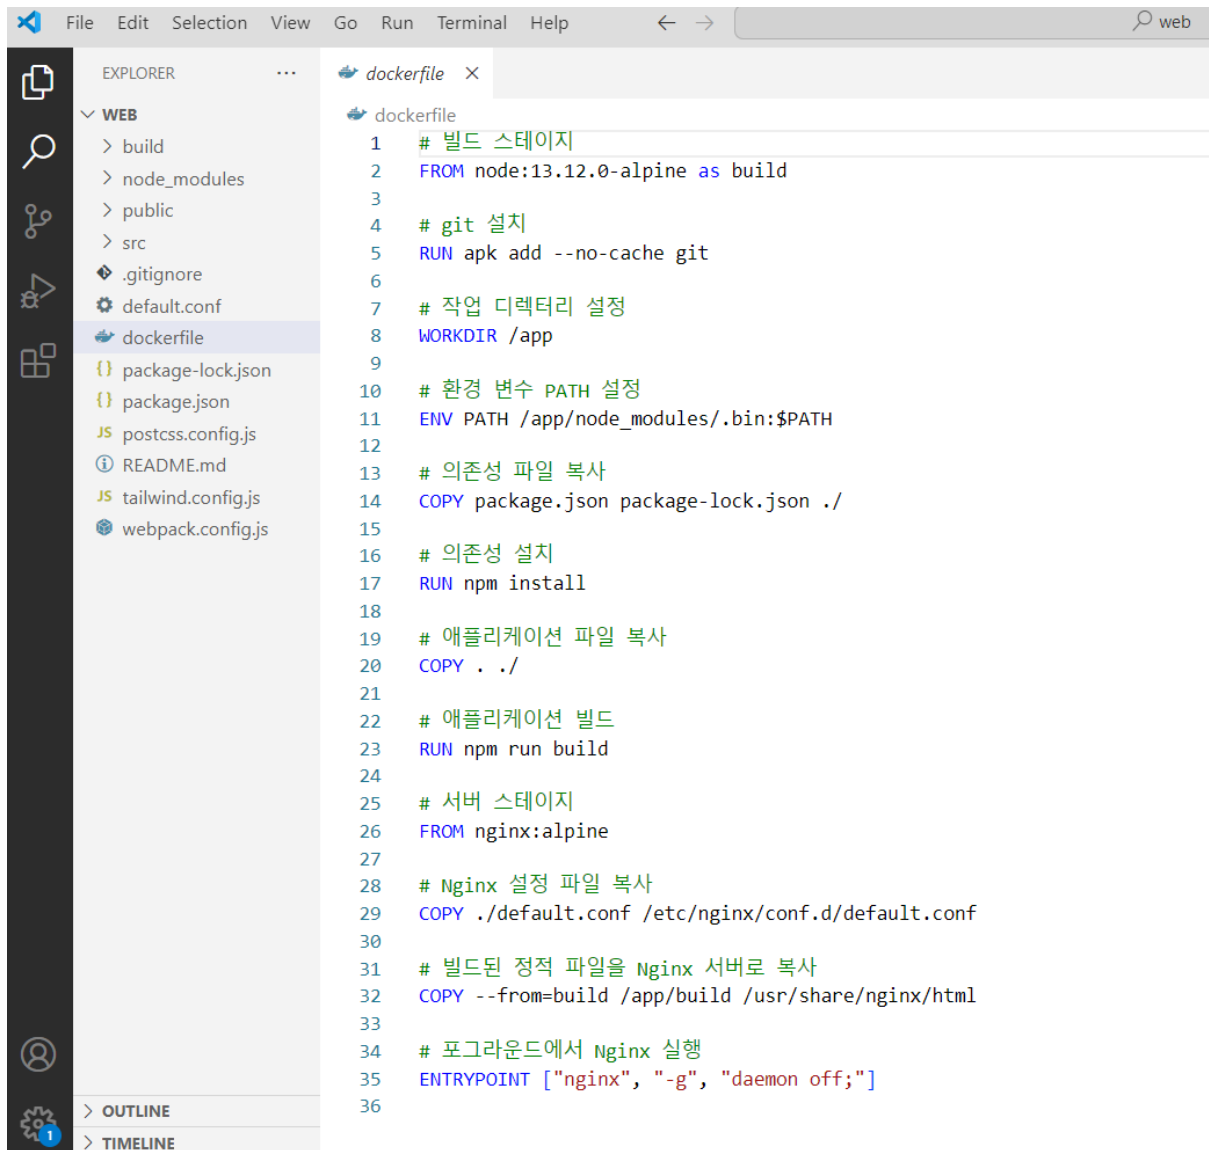 File Edit Selection View Go Run Terminal Help ← → web
EXPLORER ···
WEB
build
node_modules
public
src
.gitignore
default.conf
dockerfile
{} package-lock.json
{} package.json
JS postcss.config.js
README.md
JS tailwind.config.js
webpack.config.js
OUTLINE
TIMELINE
1
dockerfile ×
dockerfile
1 # 빌드 스테이지
2 FROM node:13.12.0-alpine as build
3
4 # git 설치
5 RUN apk add --no-cache git
6
7 # 작업 디렉터리 설정
8 WORKDIR /app
9
10 # 환경 변수 PATH 설정
11 ENV PATH /app/node_modules/.bin:$PATH
12
13 # 의존성 파일 복사
14 COPY package.json package-lock.json ./
15
16 # 의존성 설치
17 RUN npm install
18
19 # 애플리케이션 파일 복사
20 COPY . ./
21
22 # 애플리케이션 빌드
23 RUN npm run build
24
25 # 서버 스테이지
26 FROM nginx:alpine
27
28 # Nginx 설정 파일 복사
29 COPY ./default.conf /etc/nginx/conf.d/default.conf
30
31 # 빌드된 정적 파일을 Nginx 서버로 복사
32 COPY --from=build /app/build /usr/share/nginx/html
33
34 # 포그라운드에서 Nginx 실행
35 ENTRYPOINT ["nginx", "-g", "daemon off;"]
36